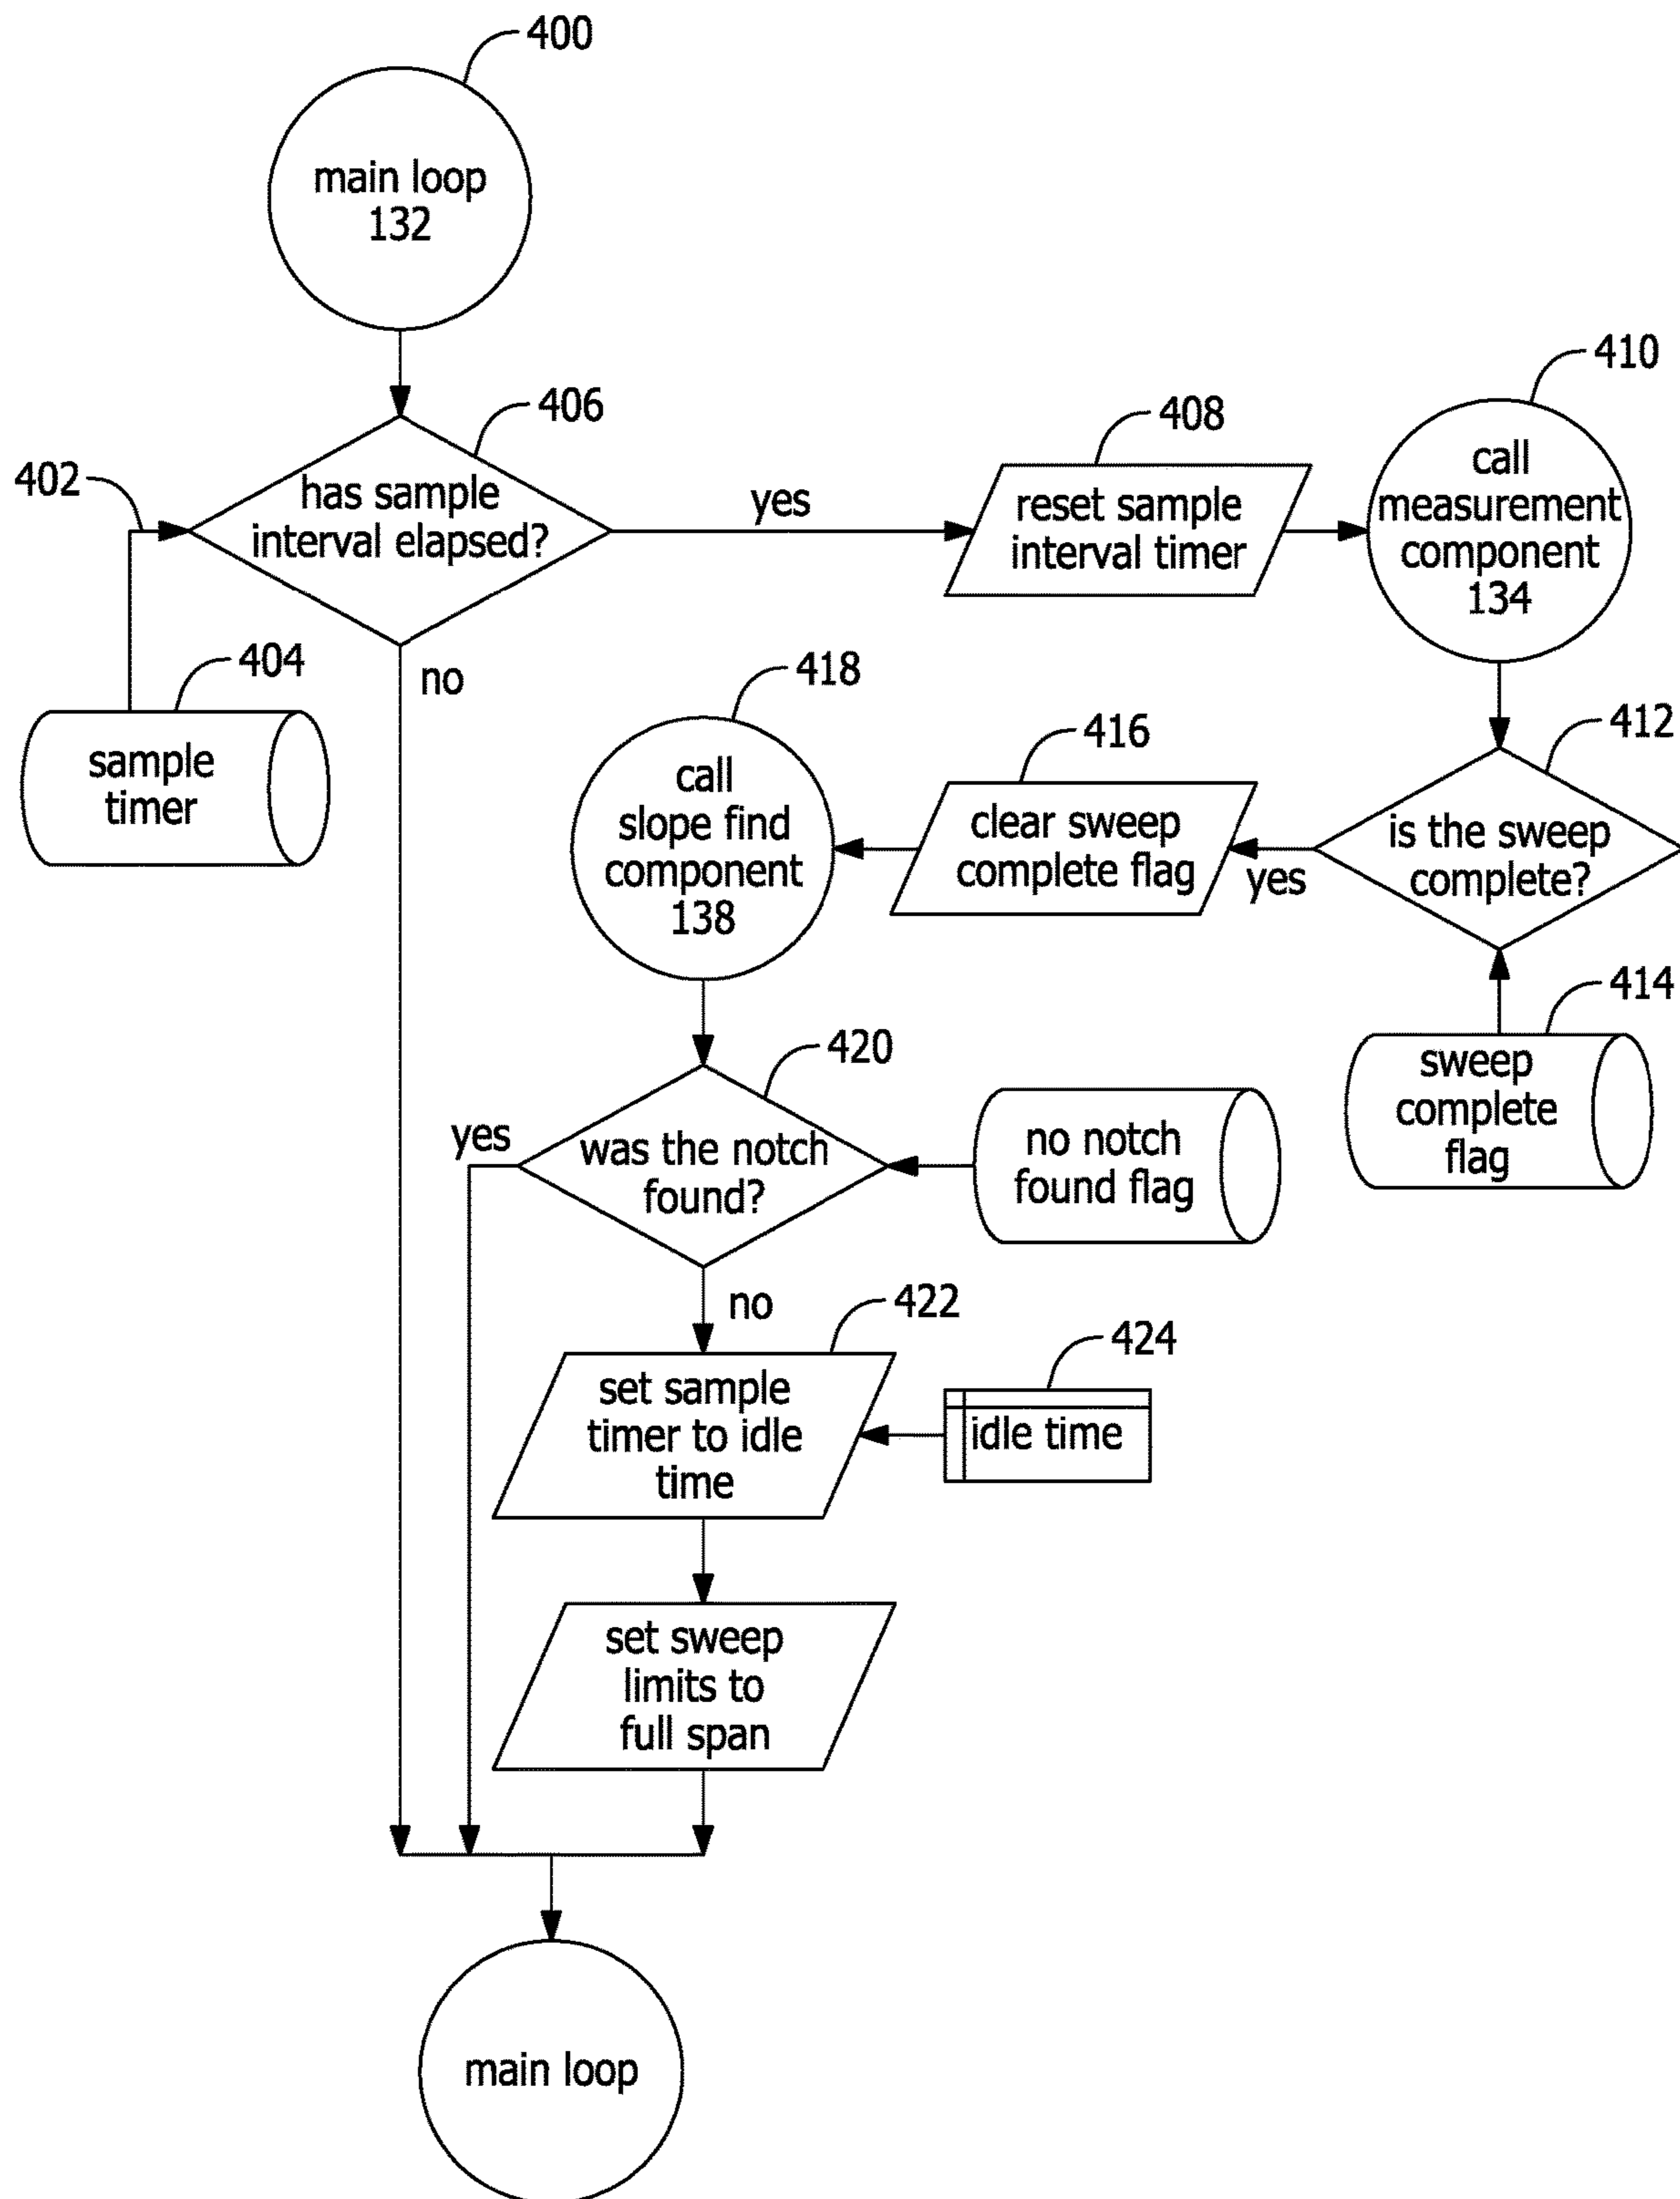 400
main loop
132
406
402
has sample
interval elapsed?
yes
408
reset sample
interval timer
410
call
measurement
component
134
404
no
sample
timer
418
call
slope find
component
138
416
clear sweep
complete flag
yes
412
is the sweep
complete?
414
sweep
complete
flag
420
yes
was the notch
found?
no notch
found flag
no
422
set sample
timer to idle
time
424
idle time
set sweep
limits to
full span
main loop